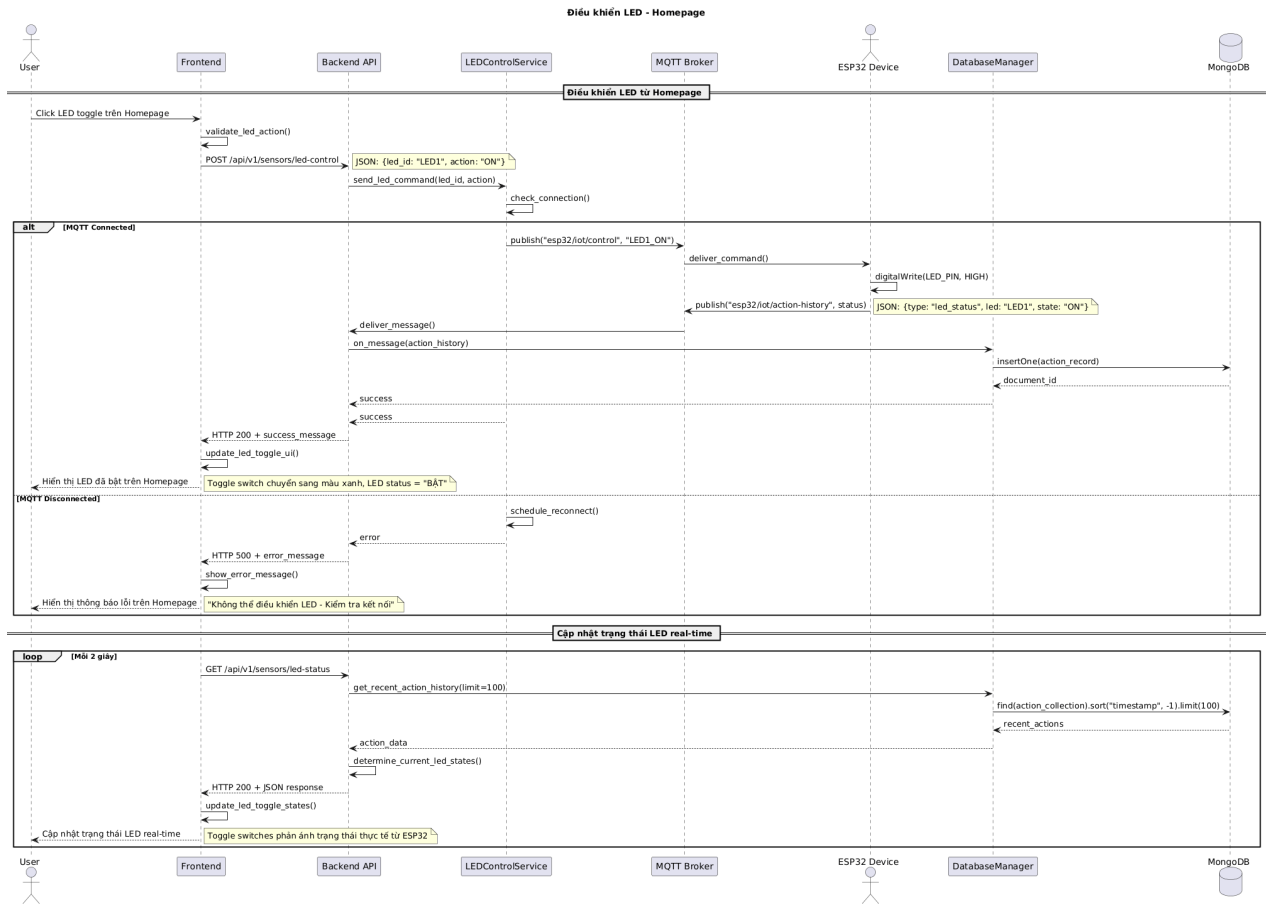 Điều khiển LED - Homepage
User
Frontend
Backend API
LEDControlService
MQTT Broker
ESP32 Device
DatabaseManager
MongoDB
Điều khiển LED từ Homepage
Click LED toggle trên Homepage
validate_led_action()
POST /api/v1/sensors/led-control
JSON: {led_id: "LED1", action: "ON"}
send_led_command(led_id, action)
check_connection()
alt
[MQTT Connected]
publish("esp32/iot/control", "LED1_ON")
deliver_command()
digitalWrite(LED_PIN, HIGH)
publish("esp32/iot/action-history", status)
JSON: {type: "led_status", led: "LED1", state: "ON"}
deliver_message()
on_message(action_history)
insertOne(action_record)
document_id
success
success
HTTP 200 + success_message
update_led_toggle_ui()
Hiển thị LED đã bật trên Homepage
Toggle switch chuyển sang màu xanh, LED status = "BẬT"
[MQTT Disconnected]
schedule_reconnect()
error
HTTP 500 + error_message
show_error_message()
Hiển thị thông báo lỗi trên Homepage
"Không thể điều khiển LED - Kiểm tra kết nối"
Cập nhật trạng thái LED real-time
loop
[Mỗi 2 giây]
GET /api/v1/sensors/led-status
get_recent_action_history(limit=100)
find(action_collection).sort("timestamp", -1).limit(100)
recent_actions
action_data
determine_current_led_states()
HTTP 200 + JSON response
update_led_toggle_states()
Cập nhật trạng thái LED real-time
Toggle switches phản ánh trạng thái thực tế từ ESP32
User
Frontend
Backend API
LEDControlService
MQTT Broker
ESP32 Device
DatabaseManager
MongoDB